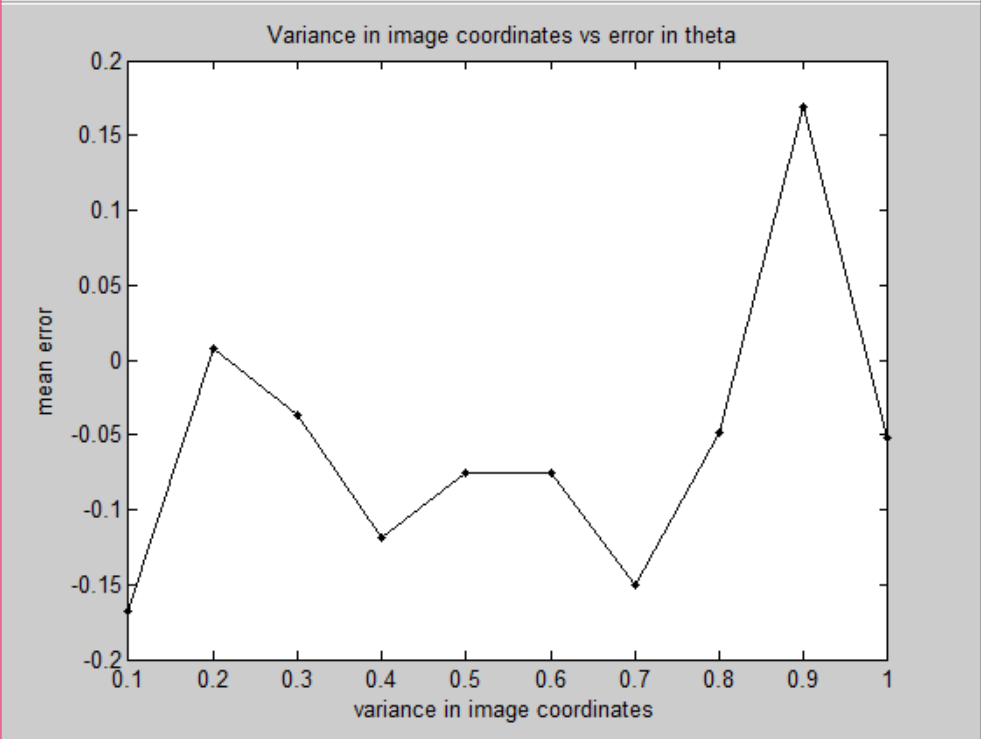 Variance in image coordinates vs error in theta
0.2
0.15
0.1
0.05
0
-0.05
-0.1
-0.15
-0.2
mean error
0.1 0.2 0.3 0.4 0.5 0.6 0.7 0.8 0.9 1
variance in image coordinates